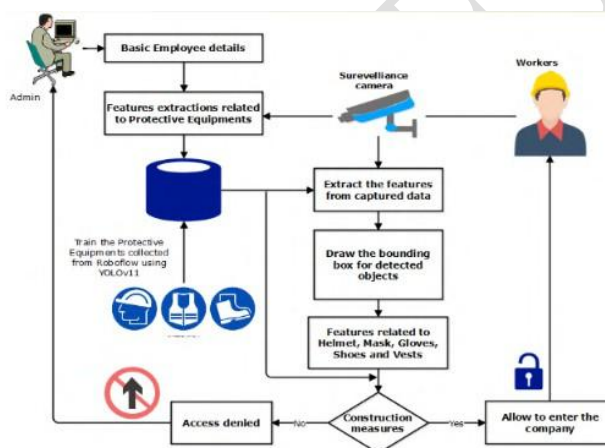 Basic Employee details
Admin
Features extractions related
to Protective Equipments
Surevelliance
camera
Workers
Extract the features
from captured data
Train the Protective
Equipments collected
from Roboflow using
YOLOv11
Draw the bounding
box for detected
objects
Features related to
Helmet, Mask, Gloves,
Shoes and Vests
Access denied
No
Construction
measures
Yes
Allow to enter the
company